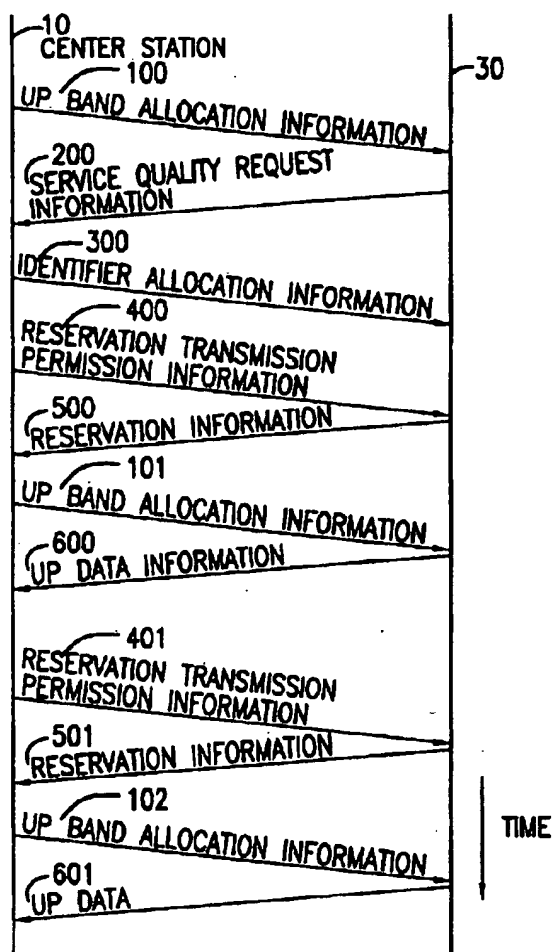 10
CENTER STATION
30
100
UP BAND ALLOCATION INFORMATION
200
SERVICE QUALITY REQUEST
INFORMATION
300
IDENTIFIER ALLOCATION INFORMATION
400
RESERVATION TRANSMISSION
PERMISSION INFORMATION
500
RESERVATION INFORMATION
101
UP BAND ALLOCATION INFORMATION
600
UP DATA INFORMATION
401
RESERVATION TRANSMISSION
PERMISSION INFORMATION
501
RESERVATION INFORMATION
102
UP BAND ALLOCATION INFORMATION
TIME
601
UP DATA